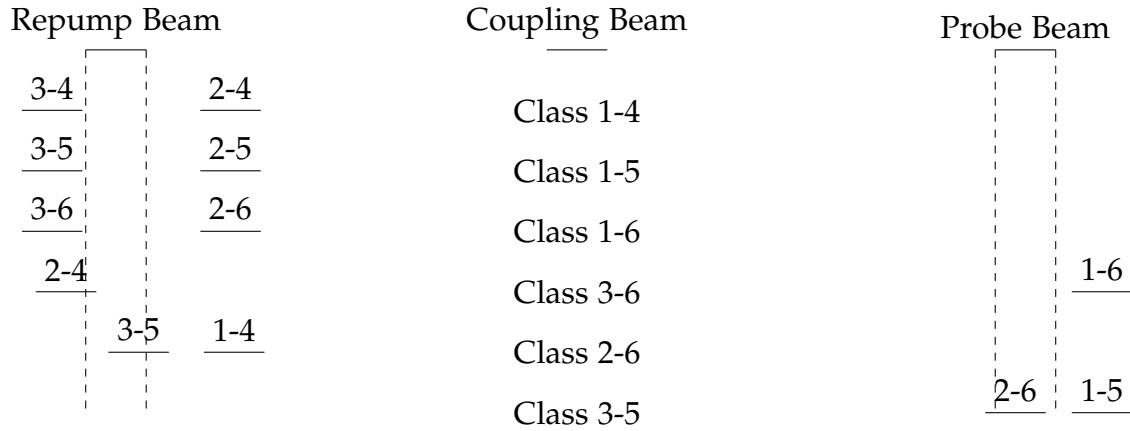 Repump Beam Coupling Beam Probe Beam
3-4 2-4
Class 1-4
3-5 2-5
Class 1-5
3-6 2-6
Class 1-6
2-4 1-6
Class 3-6
3-5 1-4
Class 2-6
2-6 1-5
Class 3-5